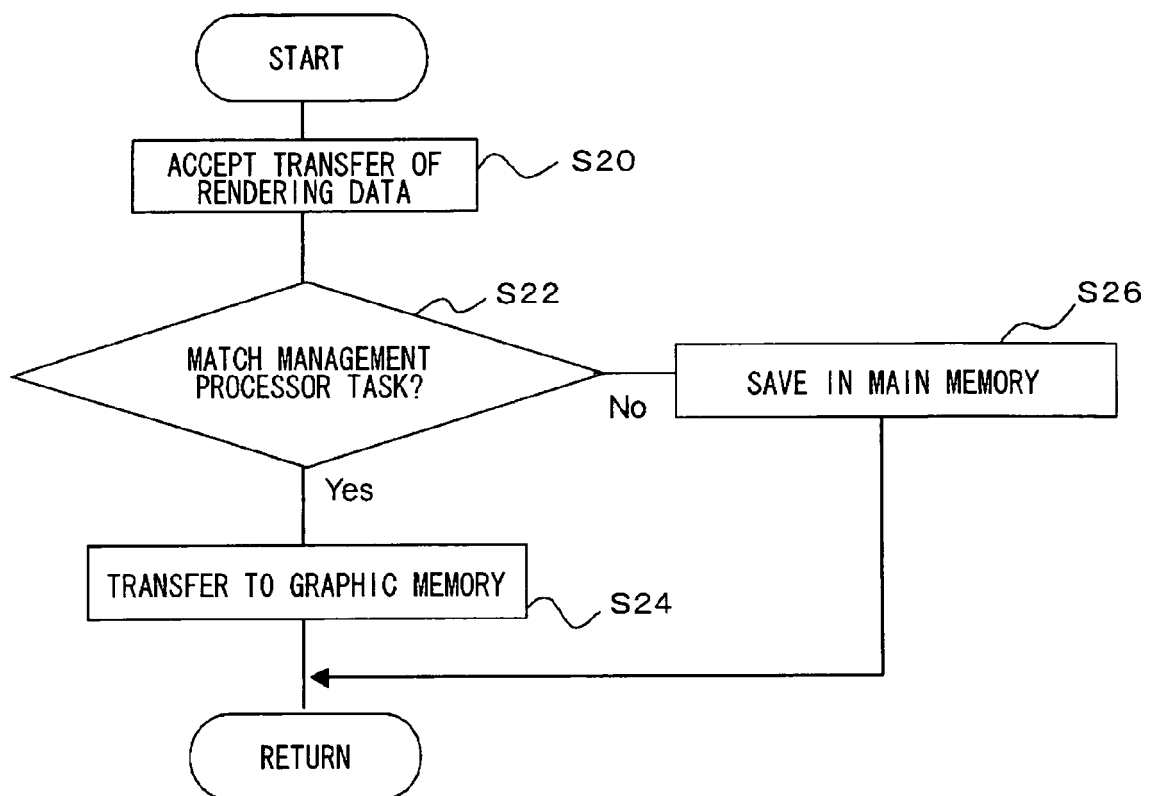 START
ACCEPT TRANSFER OF
RENDERING DATA
S20
S22
MATCH MANAGEMENT
PROCESSOR TASK?
No
S26
SAVE IN MAIN MEMORY
Yes
TRANSFER TO GRAPHIC MEMORY
S24
RETURN